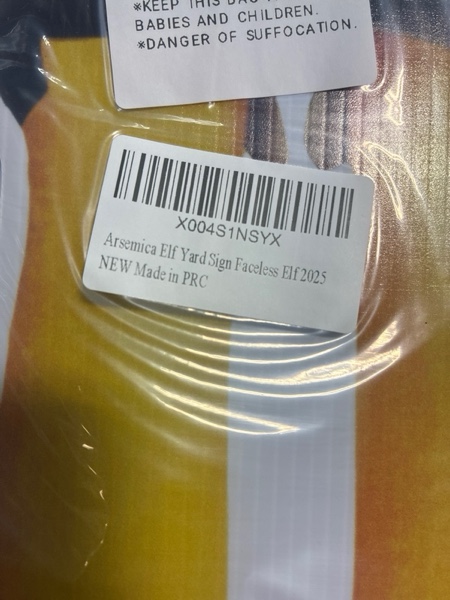 ※KEEP THIS BAG
BABIES AND CHILDREN.
※DANGER OF SUFFOCATION.
X004S1NSYX
Arsemica Elf Yard Sign Faceless Elf 2025
NEW Made in PRC